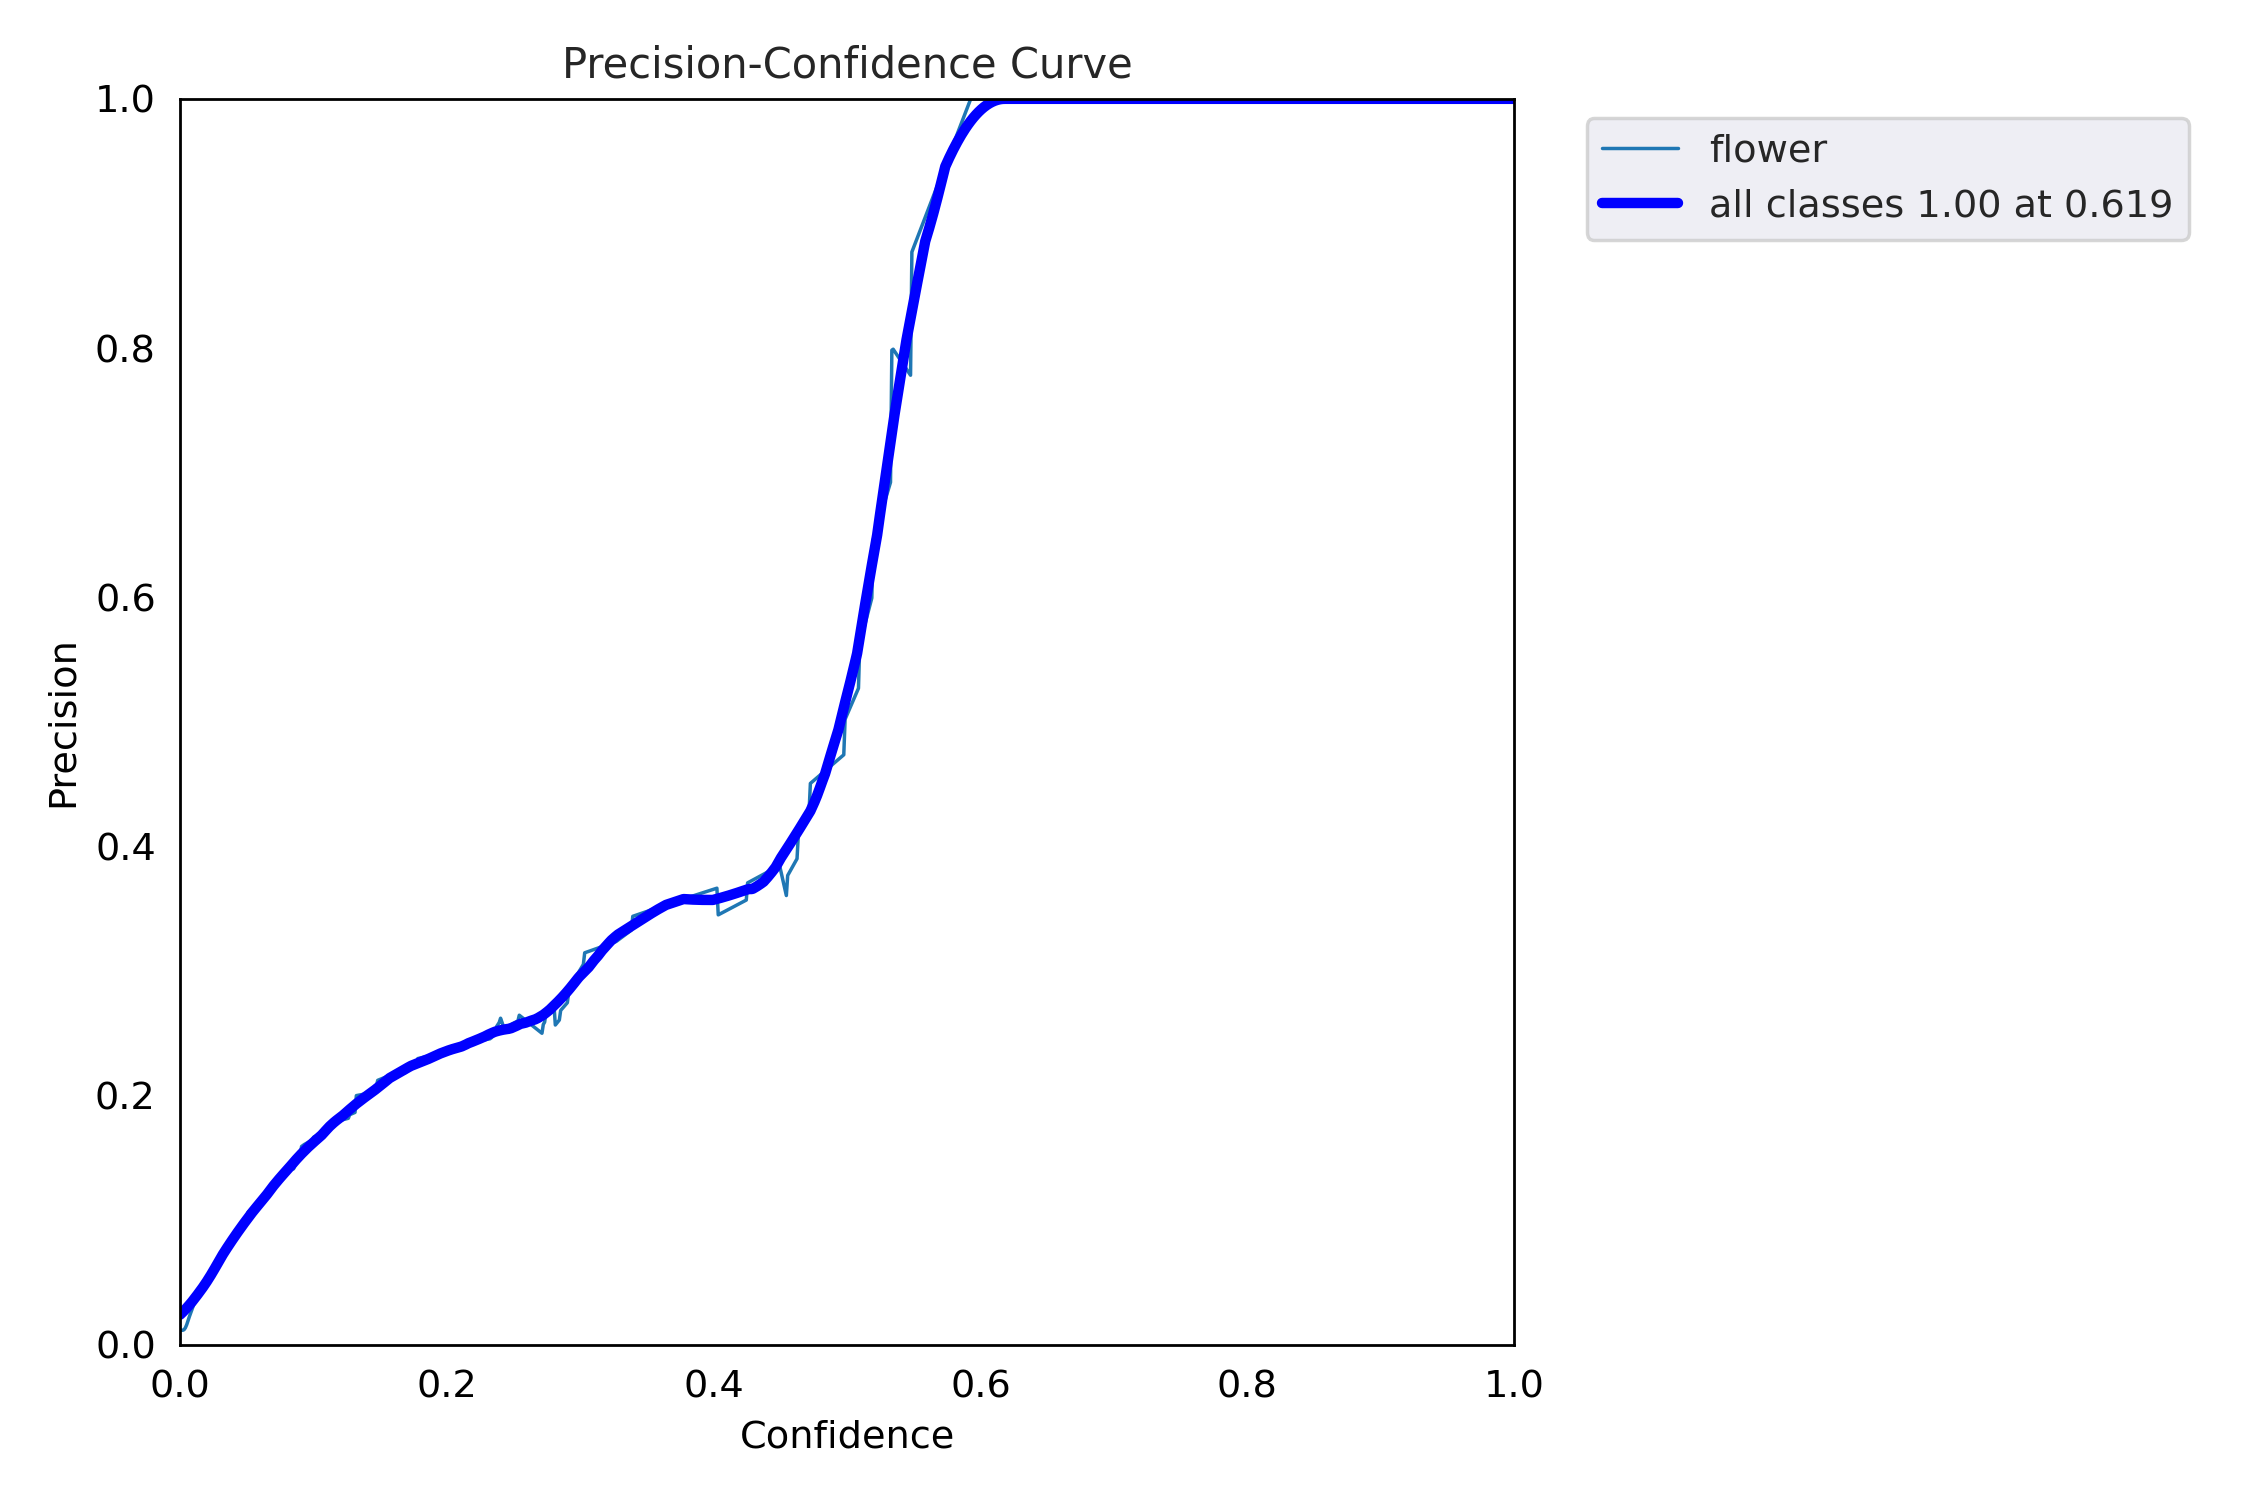 Precision-Confidence Curve
1.0
0.8
0.6
0.4
0.2
0.0
Precision
0.0 0.2 0.4 0.6 0.8 1.0
Confidence
flower
all classes 1.00 at 0.619